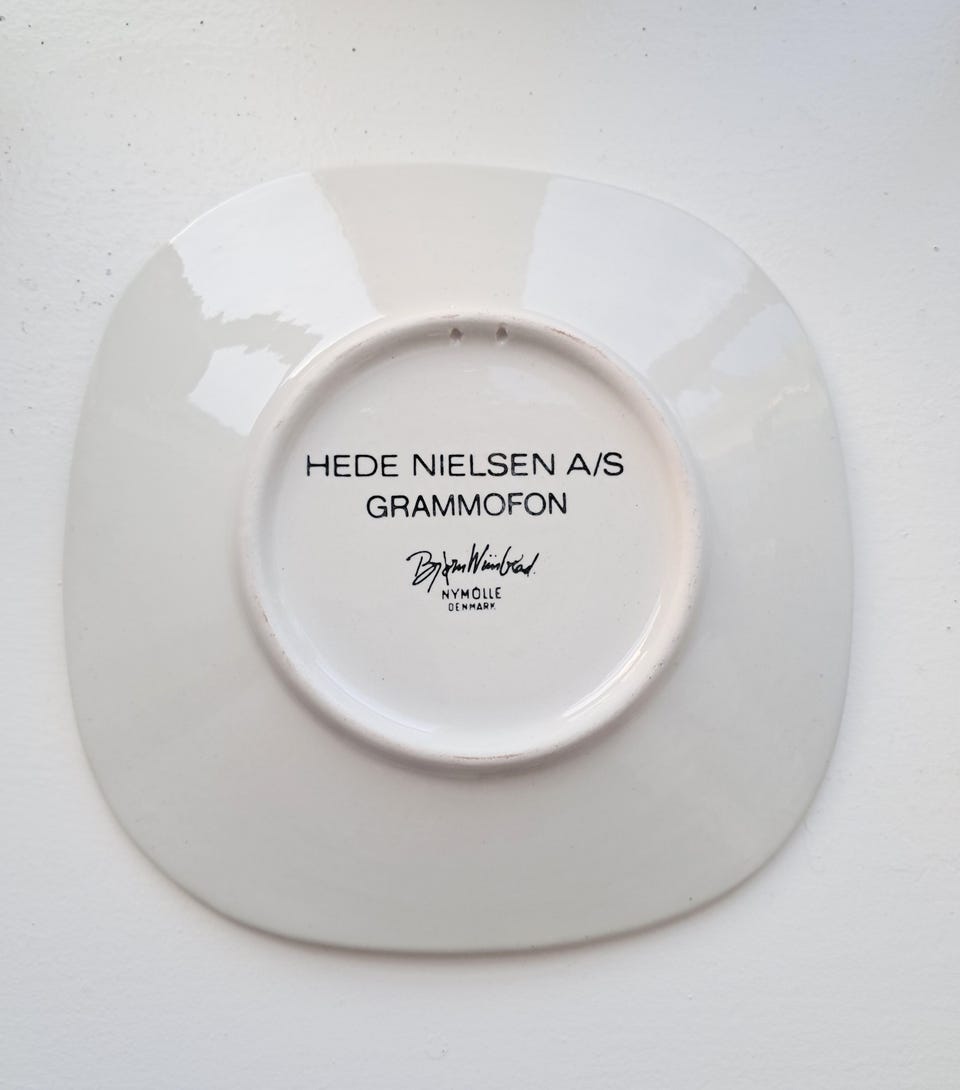 HEDE NIELSEN A/S
GRAMMOFON
Bjørn Wiinblad
NYMÖLLE
DENMARK